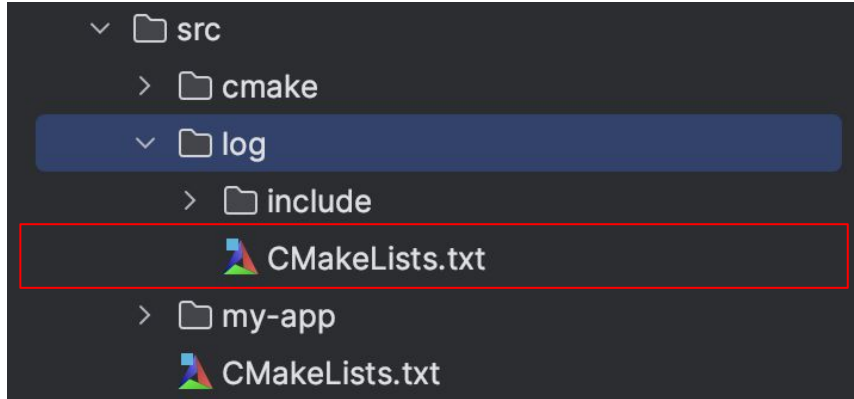 src
cmake
log
include
CMakeLists.txt
my-app
CMakeLists.txt